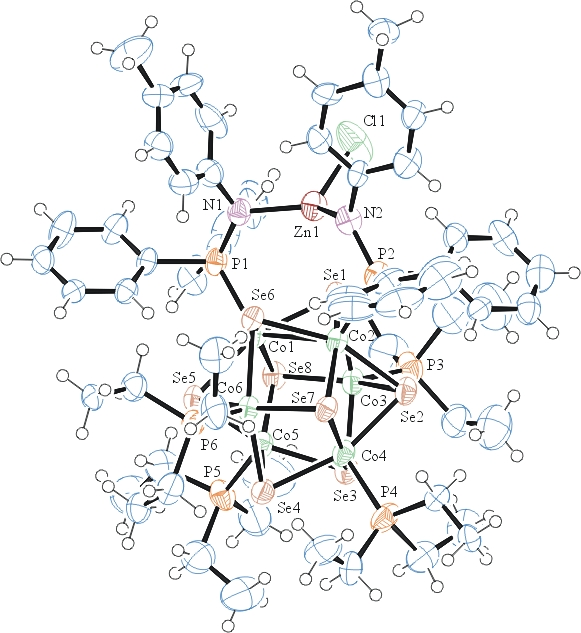 Cl1
N1
N2
Zn1
P1
P2
Se1
Se6
Co1
Co2
Se8
P3
Se5
Co6
Co3
Se7
Se2
P6
Co5
Co4
P5
Se3
Se4
P4